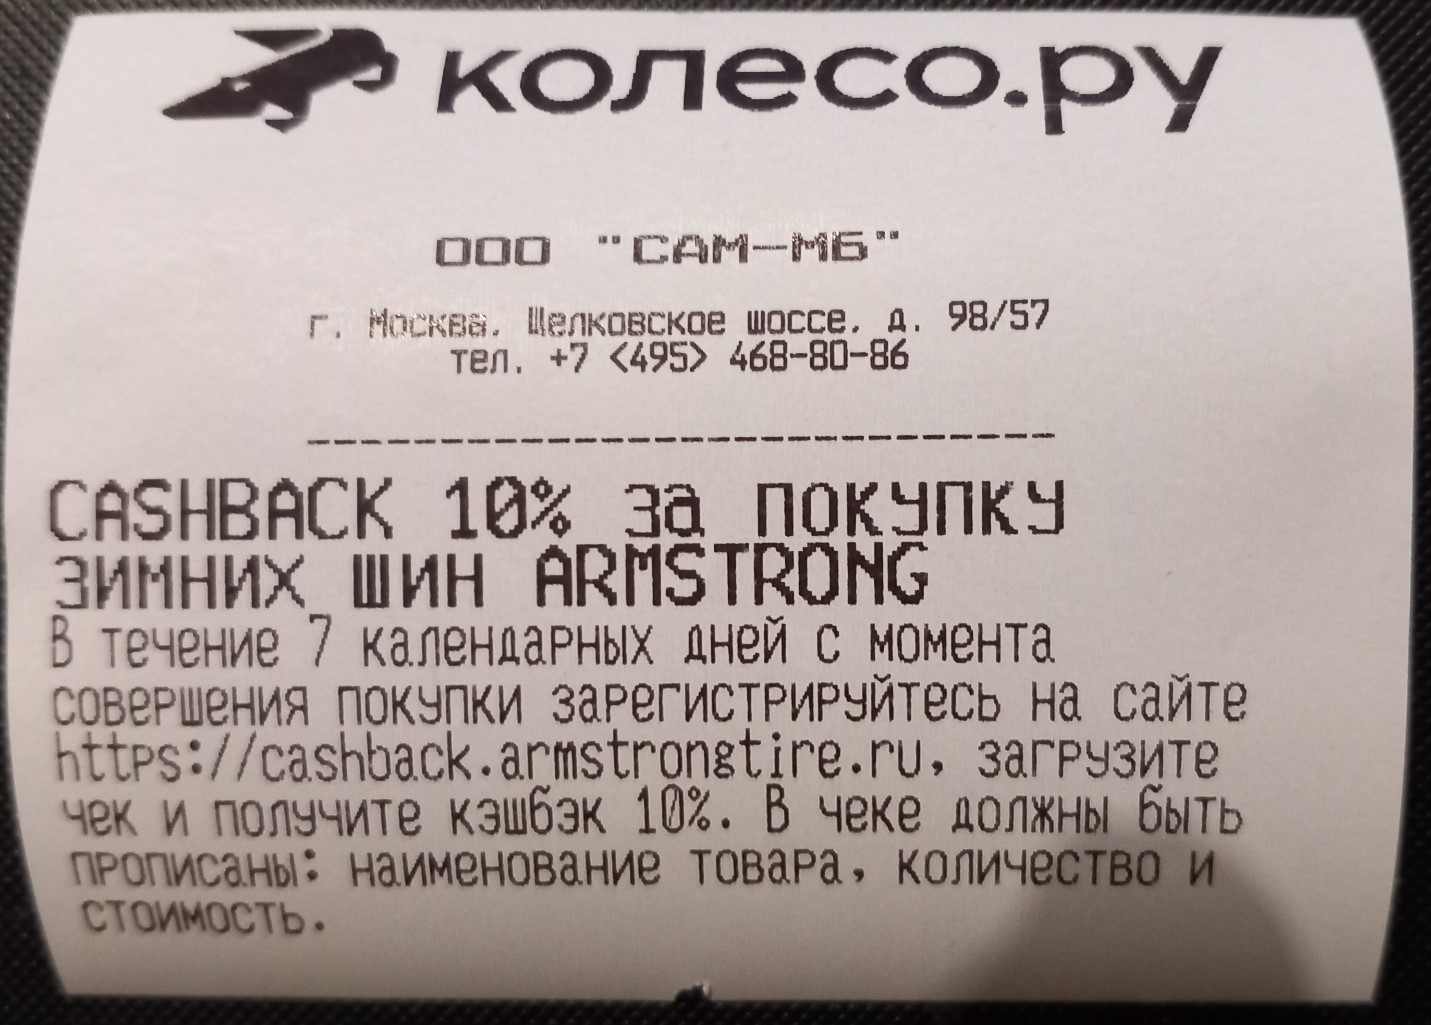 колесо.ру
ООО "САМ-МБ"
г. Москва. Щелковское шоссе. д. 98/57
тел. +7 <495> 468-80-86
-----------------------------
CASHBACK 10% за покупку
зимних шин ARMSTRONG
В течение 7 календарных дней с момента
совершения покупки зарегистрируйтесь на сайте
https://cashback.armstrongtire.ru, загрузите
чек и получите кэшбэк 10%. В чеке должны быть
прописаны: наименование товара, количество и
стоимость.